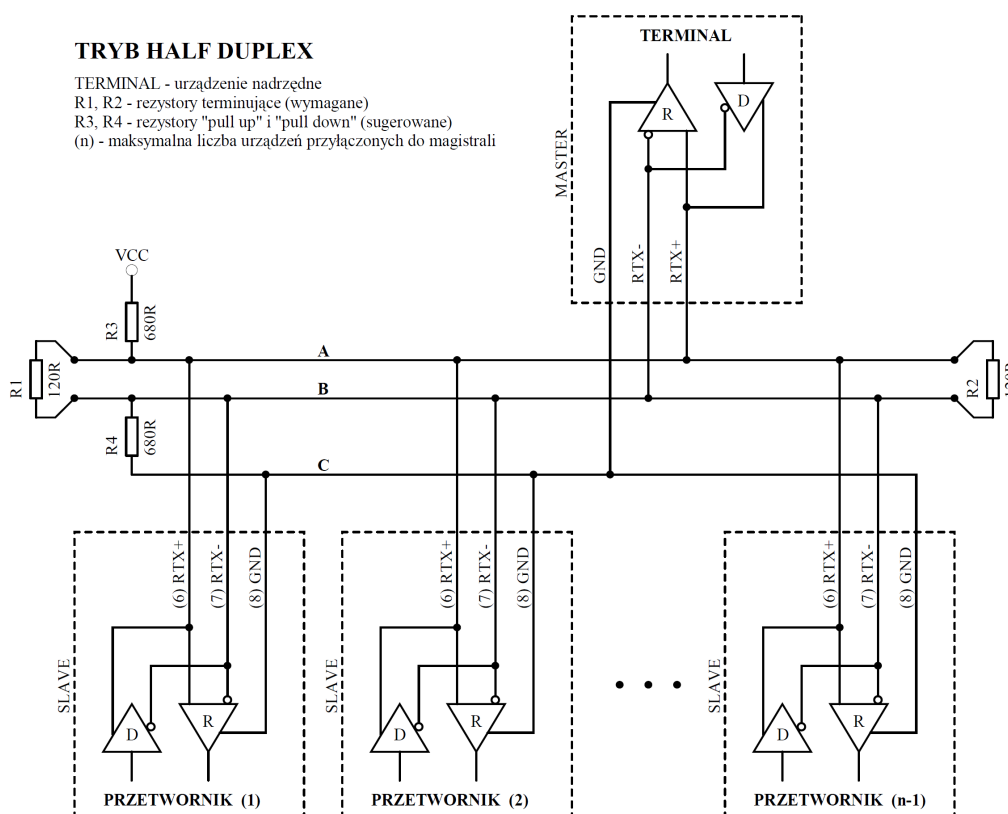 TRYB HALF DUPLEX
TERMINAL - urządzenie nadrzędne
R1, R2 - rezystory terminujące (wymagane)
R3, R4 - rezystory "pull up" i "pull down" (sugerowane)
(n) - maksymalna liczba urządzeń przyłączonych do magistrali
TERMINAL
R
D
MASTER
GND
RTX-
RTX+
VCC
R3
680R
A
R1
120R
B
R2
R4
680R
C
SLAVE
(6) RTX+
(7) RTX-
(8) GND
D
R
PRZETWORNIK (1)
SLAVE
(6) RTX+
(7) RTX-
(8) GND
D
R
PRZETWORNIK (2)
SLAVE
(6) RTX+
(7) RTX-
(8) GND
D
R
PRZETWORNIK (n-1)